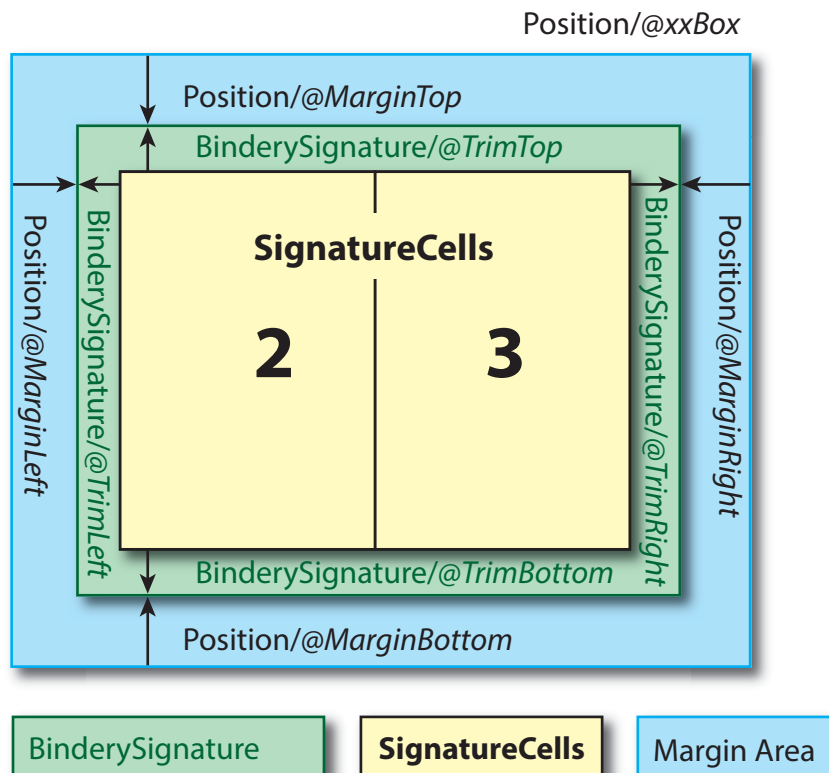 Position/@xxBox
Position/@MarginTop
BinderySignature/@TrimTop
Position/@MarginLeft
BinderySignature/@TrimLeft
SignatureCells
2
3
BinderySignature/@TrimRight
Position/@MarginRight
BinderySignature/@TrimBottom
Position/@MarginBottom
BinderySignature
SignatureCells
Margin Area